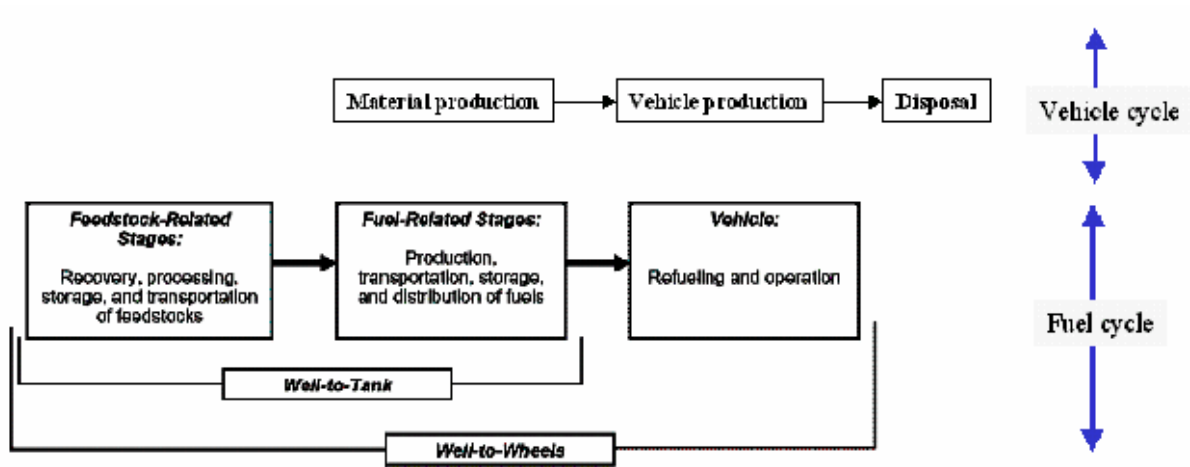 Material production
Vehicle production
Disposal
Vehicle cycle
Feedstock-Related
Stages:
Recovery, processing,
storage, and transportation
of feedstocks
Fuel-Related Stages:
Production,
transportation, storage,
and distribution of fuels
Vehicle:
Refueling and operation
Fuel cycle
Well-to-Tank
Well-to-Wheels